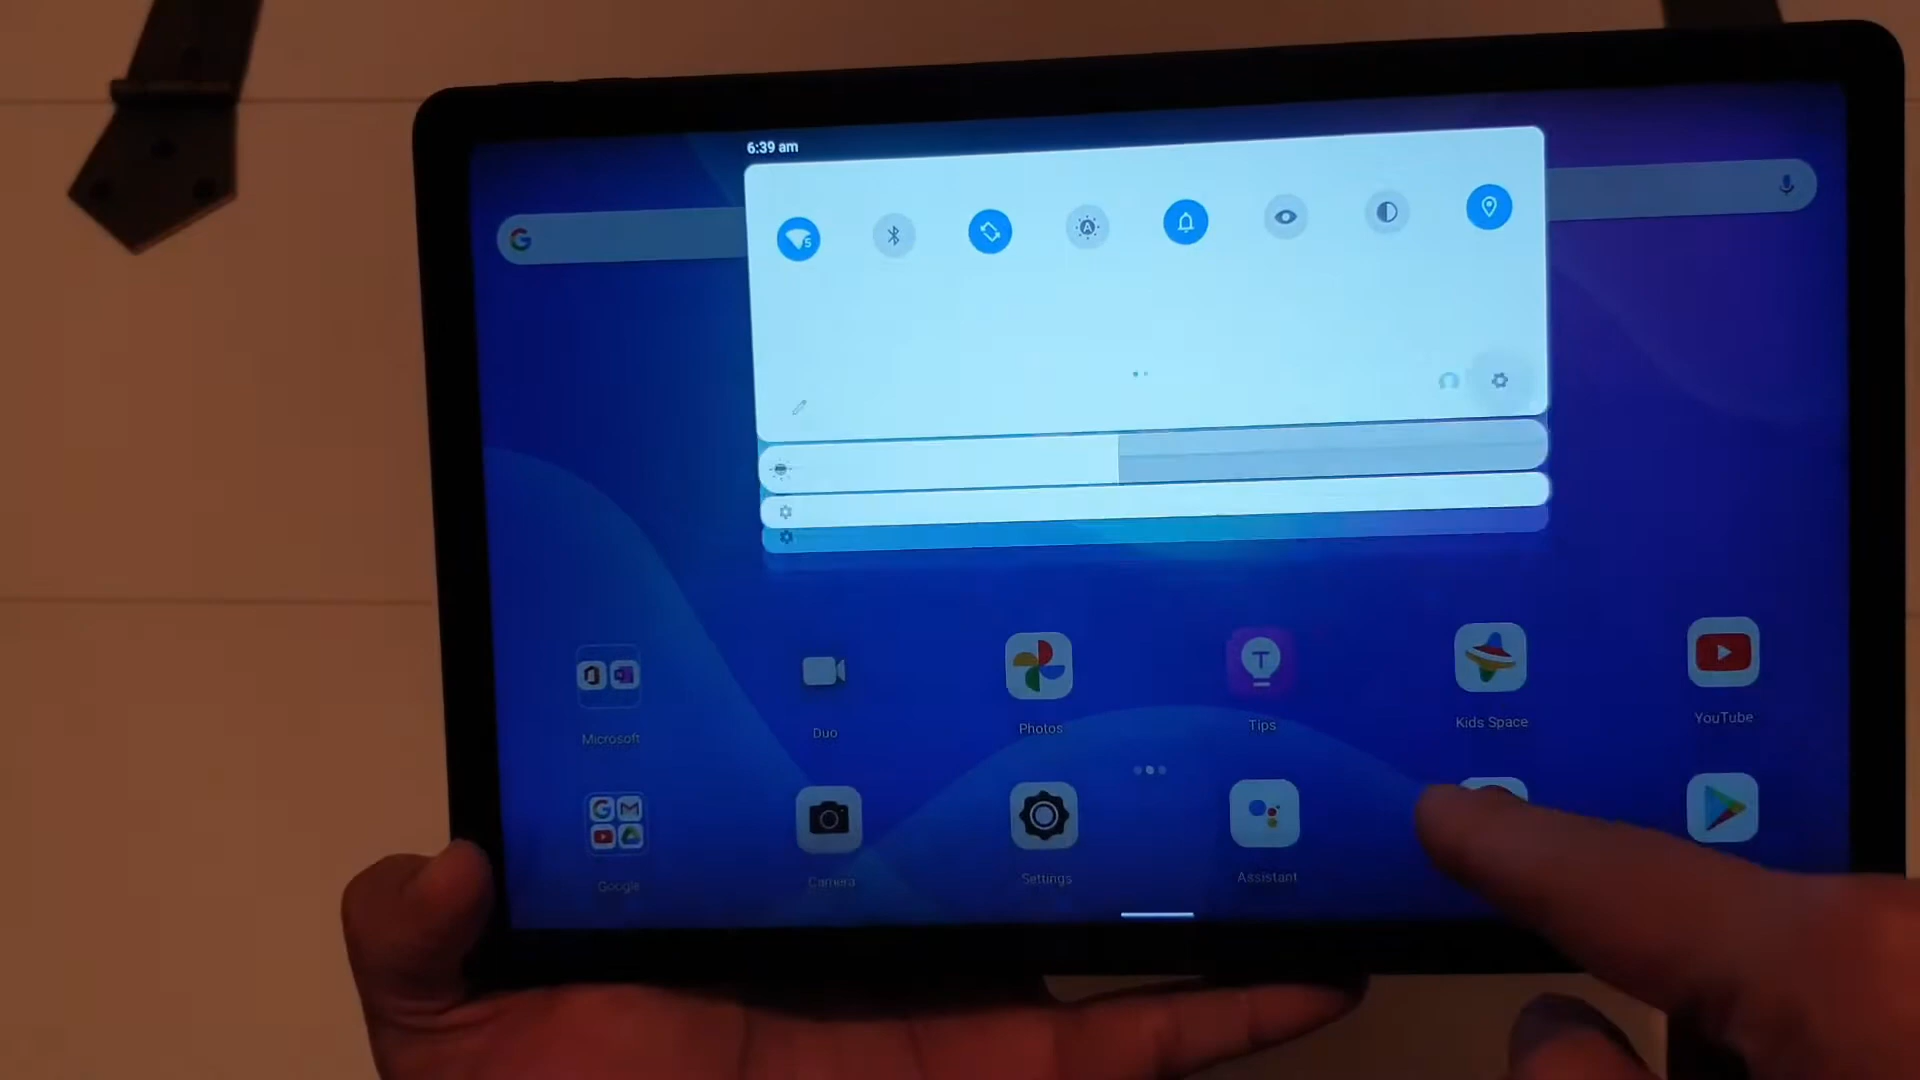 6:39 am
Microsoft
Duo
Photos
Tips
Kids Space
YouTube
Google
Camera
Settings
Assistant